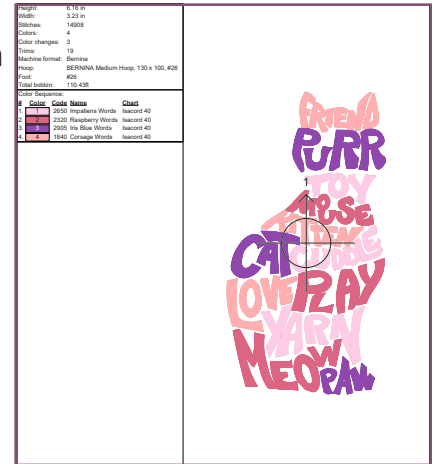 Height: 6.16 in
Width: 3.23 in
Stitches: 14908
Colors: 4
Color changes: 3
Trims: 19
Machine format: Bernina
Hoop: BERNINA Medium Hoop, 130 x 100, #26
Foot: #26
Total bobbin: 110.43ft
Color Sequence:
# Color Code Name Chart
1. 1 2650 Impatiens Words Isacord 40
2. 2 2320 Raspberry Words Isacord 40
3. 3 2905 Iris Blue Words Isacord 40
4. 4 1840 Corsage Words Isacord 40
FRIEND
PURR
1
TOY
MOUSE
KITTEN
CAT CUDDLE
LOVE PLAY
YARN
MEOW PAW